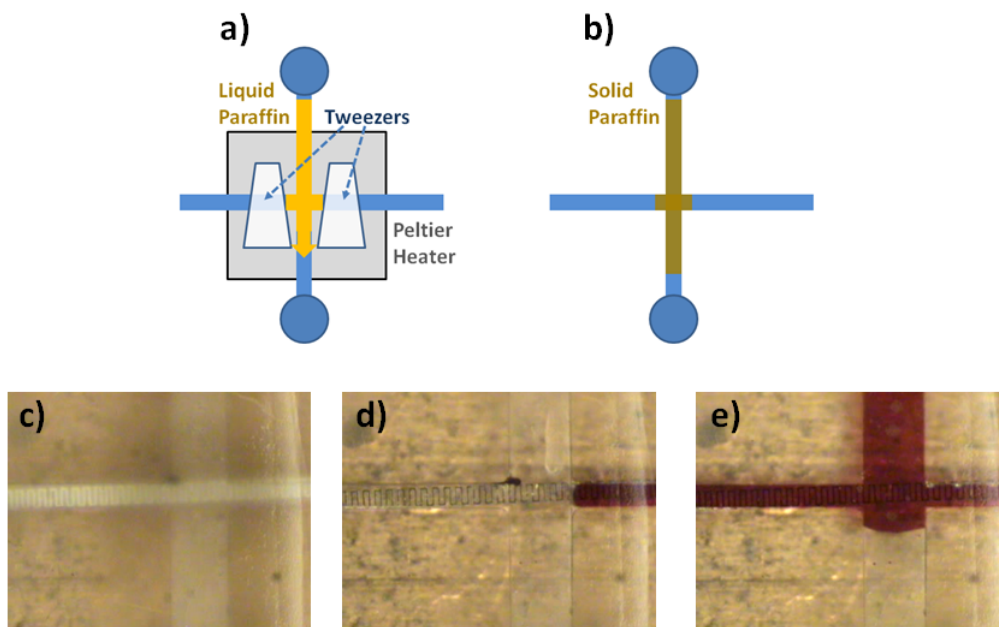 a)
b)
Liquid
Paraffin
Tweezers
Solid
Paraffin
Peltier
Heater
c)
d)
e)